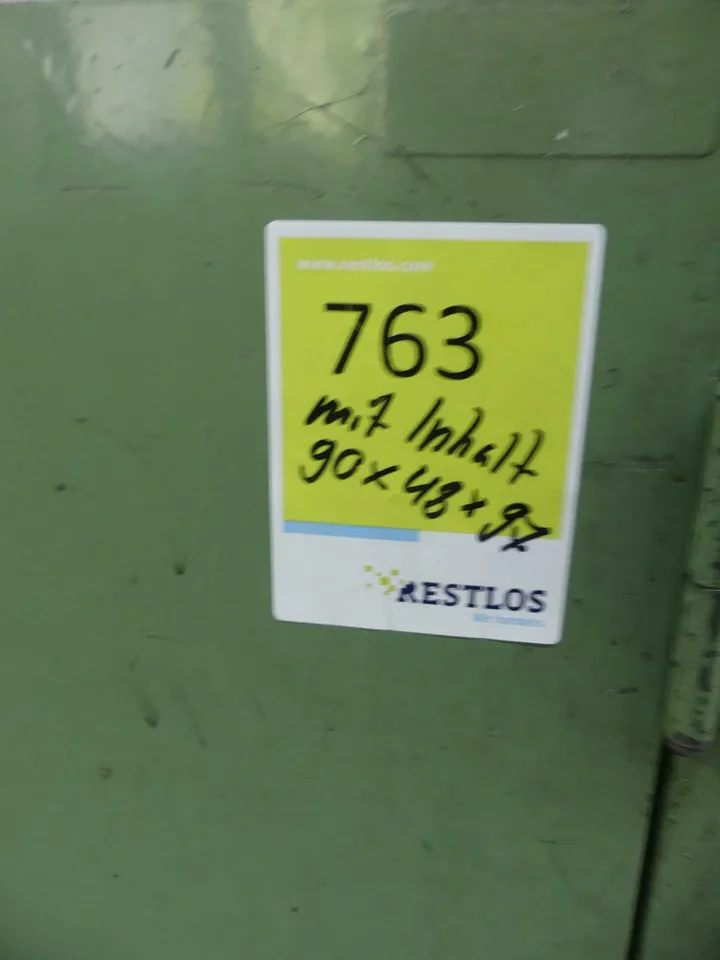 www.restlos.com
763
mit Inhalt
90 x 48 x 97
RESTLOS